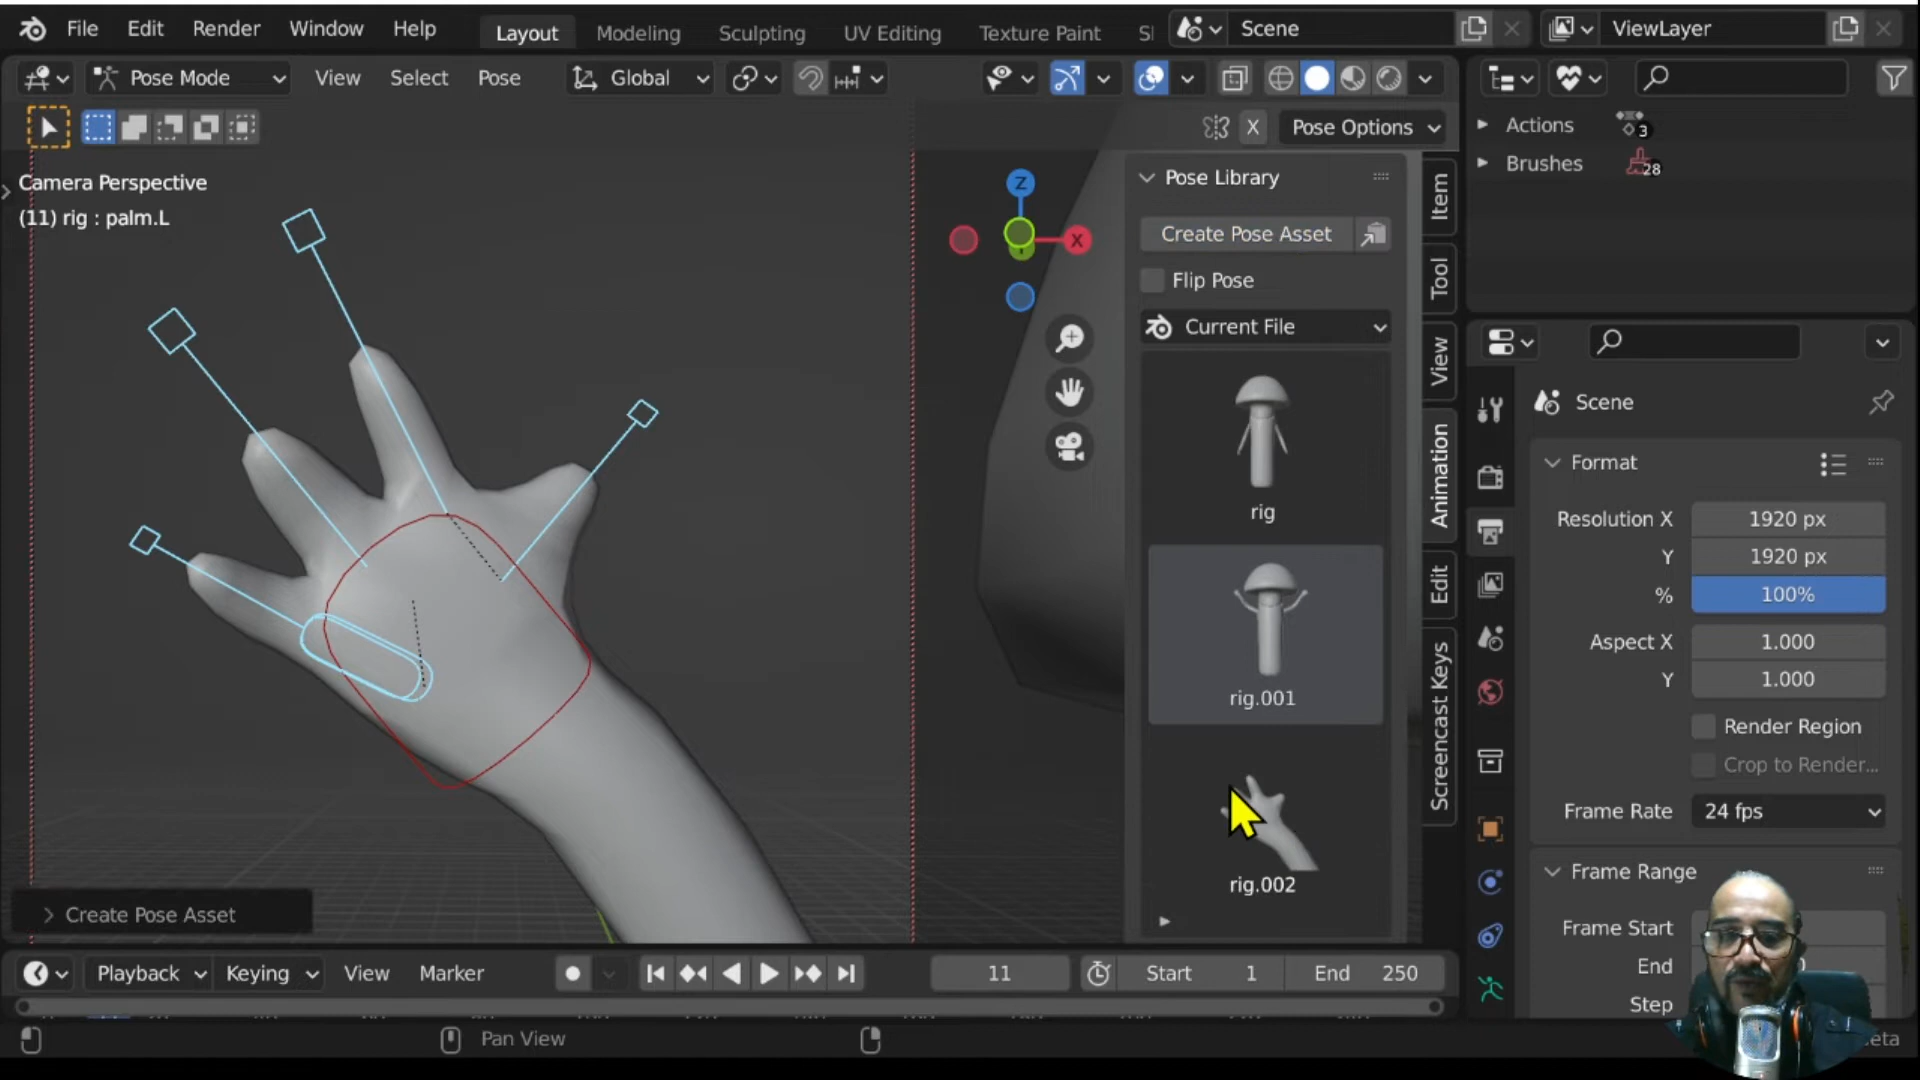 File Edit Render Window Help Layout Modeling Sculpting UV Editing Texture Paint Scene ViewLayer
Pose Mode View Select Pose Global
X Pose Options
Camera Perspective
(11) rig : palm.L
Pose Library
Create Pose Asset
Flip Pose
Current File
rig
rig.001
rig.002
Z
X
Item
Tool
View
Animation
Edit
Screencast Keys
Actions 3
Brushes 28
Scene
Format
Resolution X 1920 px
Y 1920 px
% 100%
Aspect X 1.000
Y 1.000
Render Region
Crop to Render...
Frame Rate 24 fps
Frame Range
Frame Start
End
Step
Create Pose Asset
Playback Keying View Marker 11 Start 1 End 250
Pan View